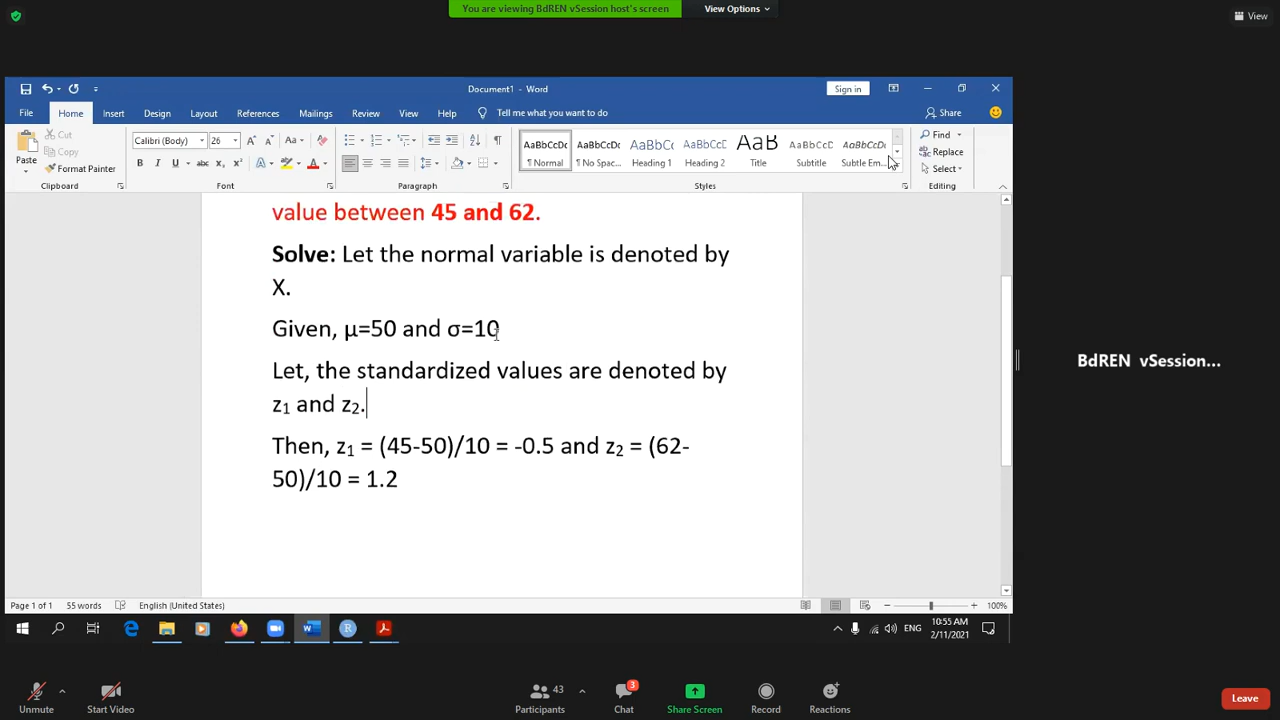 You are viewing BdREN vSession host's screen
View Options
View
Document1 - Word
Sign in
File
Home
Insert
Design
Layout
References
Mailings
Review
View
Help
Tell me what you want to do
Share
Paste
Cut
Copy
Format Painter
Clipboard
Calibri (Body)
26
Font
Paragraph
AaBbCcDc
¶ Normal
AaBbCcDc
¶ No Spac...
AaBbCc
Heading 1
AaBbCc
Heading 2
AaB
Title
AaBbCcD
Subtitle
AaBbCcDc
Subtle Em...
Styles
Find
Replace
Select
Editing
value between 45 and 62.
Solve: Let the normal variable is denoted by
X.
Given, μ=50 and σ=10
Let, the standardized values are denoted by
z₁ and z₂.
Then, z₁ = (45-50)/10 = -0.5 and z₂ = (62-
50)/10 = 1.2
BdREN vSession...
Page 1 of 1
55 words
English (United States)
100%
ENG
10:55 AM
2/11/2021
Unmute
Start Video
43
Participants
3
Chat
Share Screen
Record
Reactions
Leave